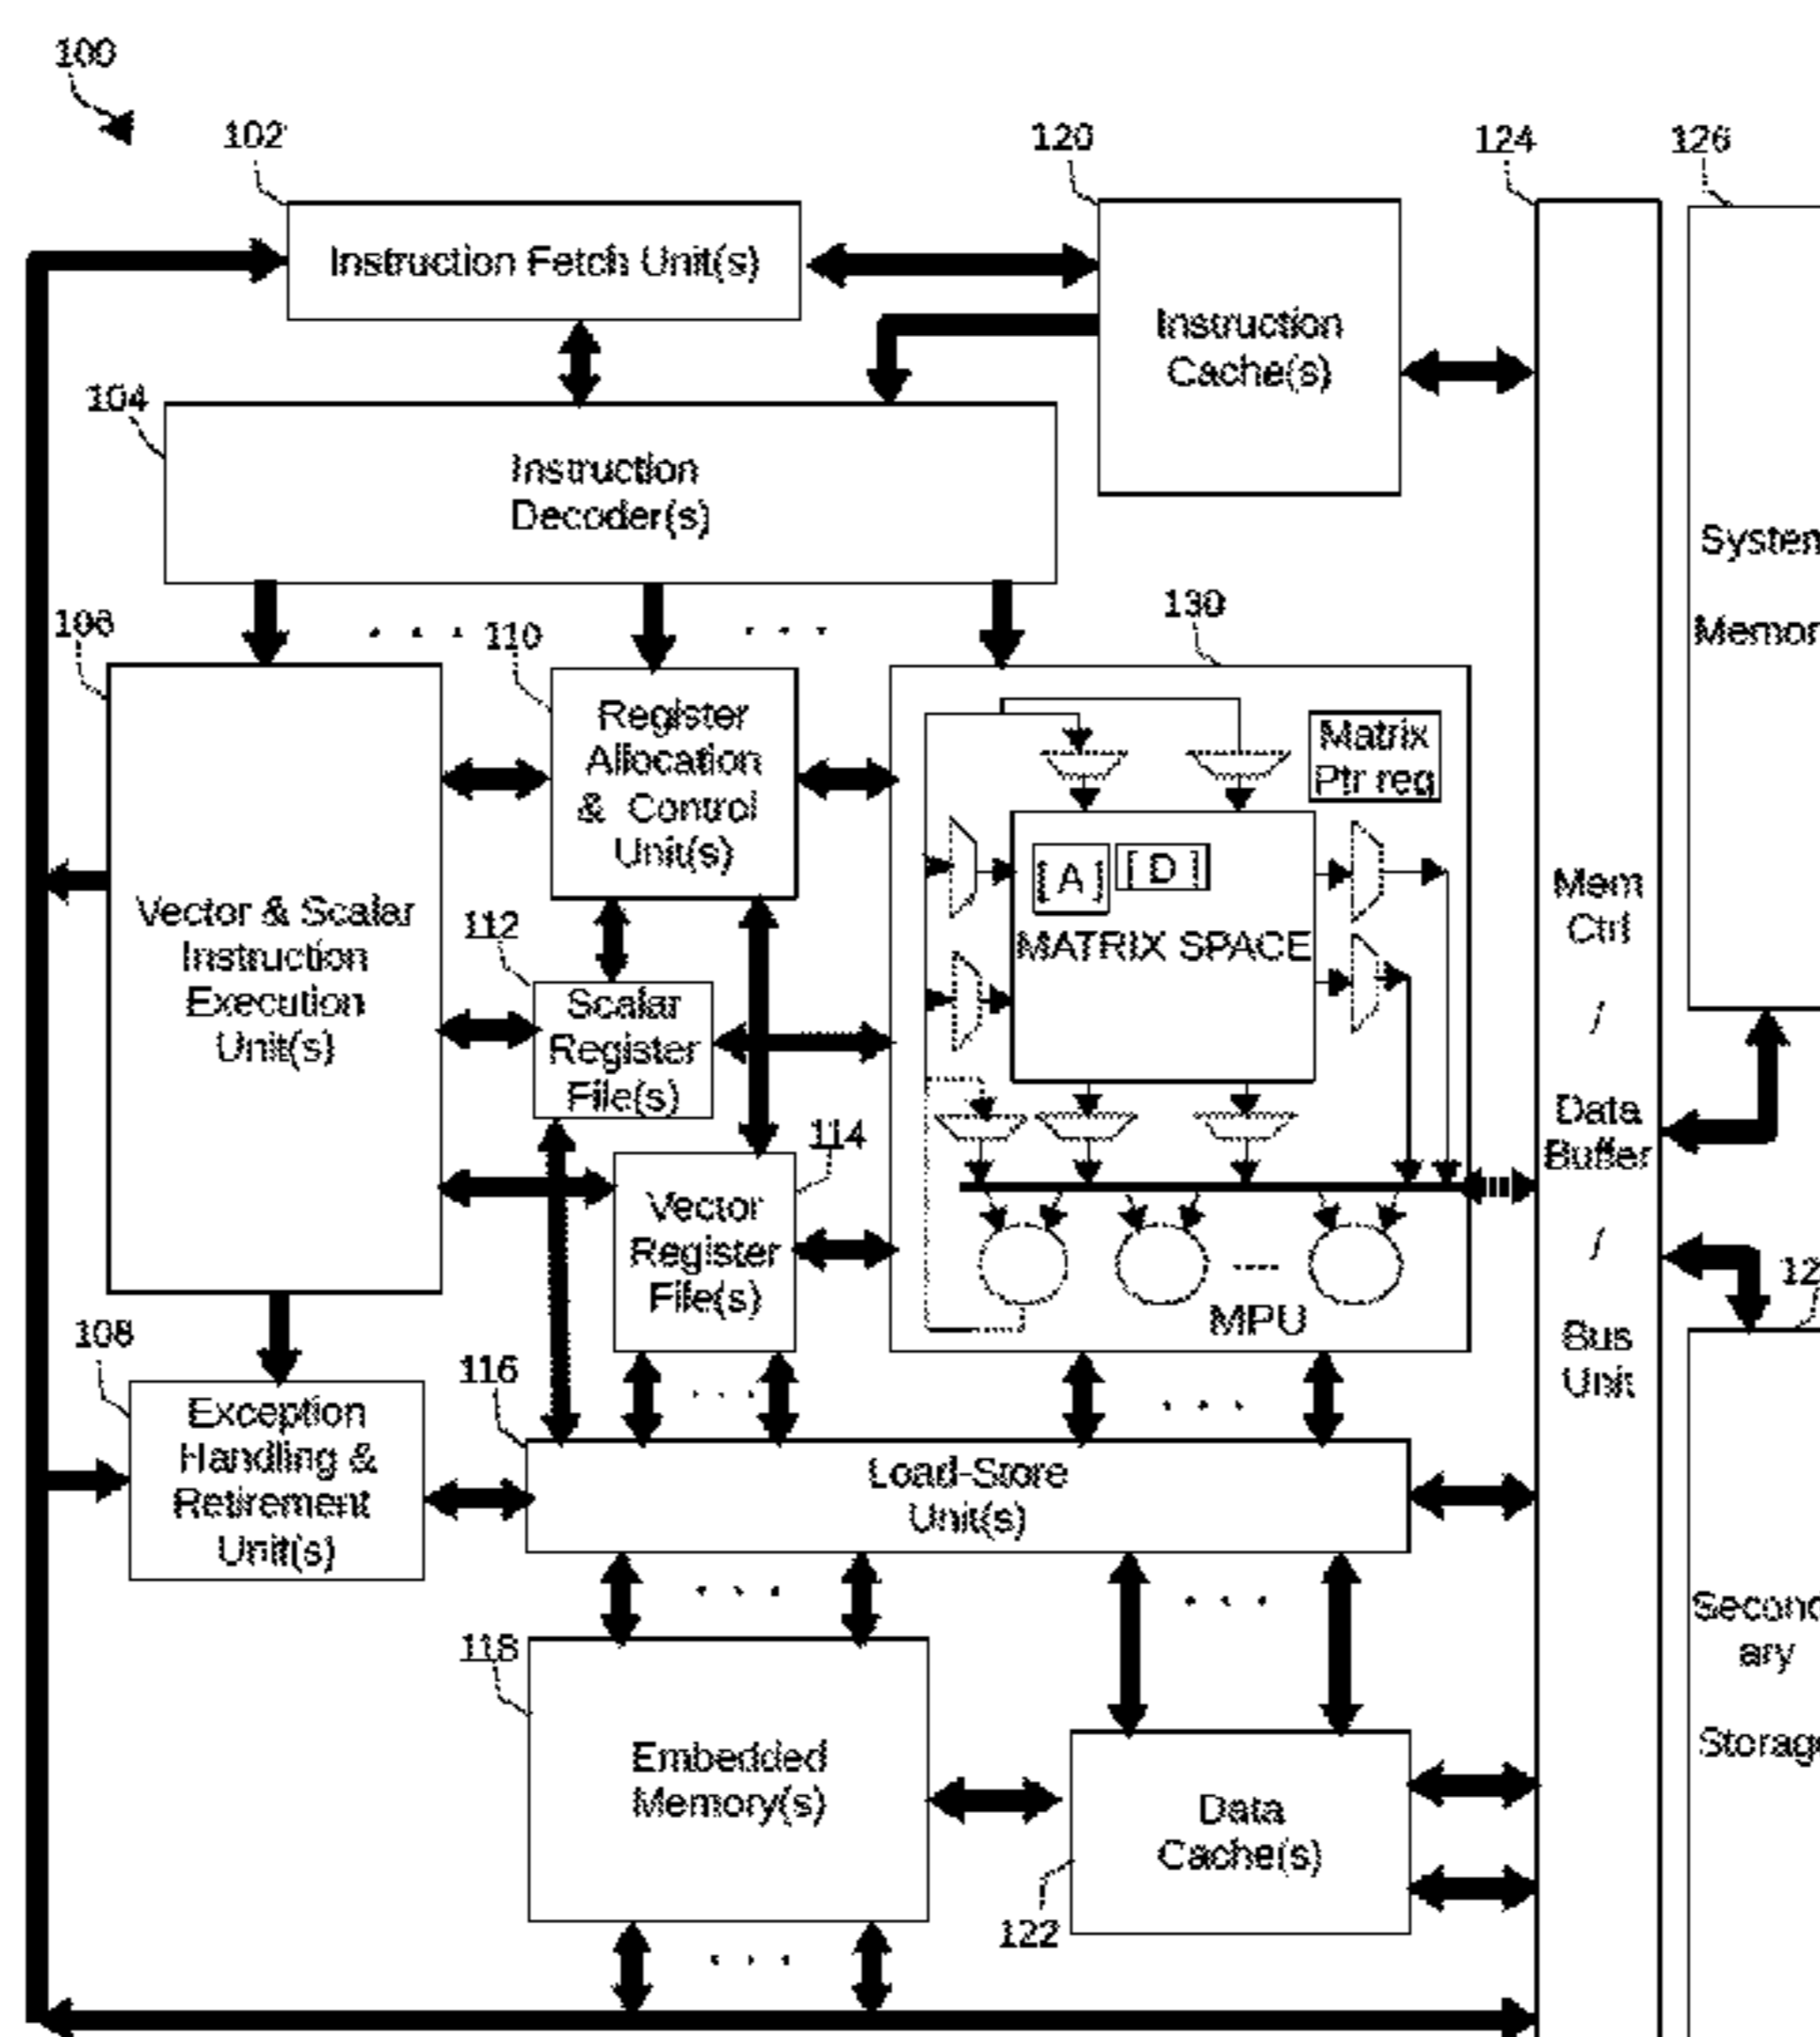 100
102
120
124
126
Instruction Fetch Unit(s)
Instruction
Cache(s)
104
Instruction
Decoder(s)
System
Memor
106
110
130
Register
Allocation
& Control
Unit(s)
Matrix
Ptr reg
[ A ]
[ D ]
MATRIX SPACE
Vector & Scalar
Instruction
Execution
Unit(s)
112
Scalar
Register
File(s)
114
Vector
Register
File(s)
MPU
Mem
Ctrl
/
Data
Buffer
/
Bus
Unit
12
108
Exception
Handling &
Retirement
Unit(s)
116
Load-Store
Unit(s)
118
Embedded
Memory(s)
Data
Cache(s)
122
Second
ary
Storage